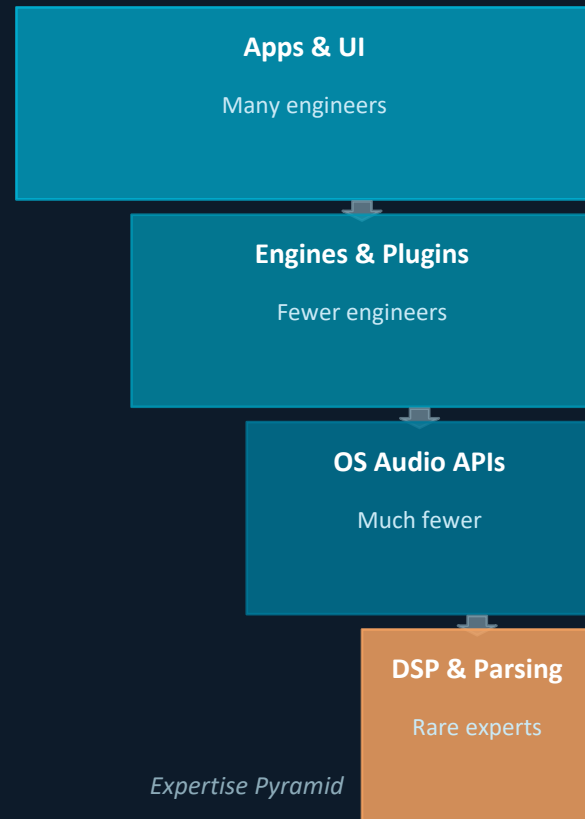 Apps & UI
Many engineers
Engines & Plugins
Fewer engineers
OS Audio APIs
Much fewer
DSP & Parsing
Rare experts
Expertise Pyramid